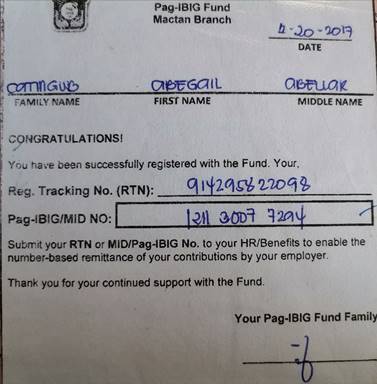 Pag-IBIG Fund
Mactan Branch
11-20-2017
DATE
COTINGUB ABEGAIL ABELLAR
FAMILY NAME FIRST NAME MIDDLE NAME
CONGRATULATIONS!
You have been successfully registered with the Fund. Your,
Reg. Tracking No. (RTN): 914295822098
Pag-IBIG/MID NO: 1211 3007 7294
Submit your RTN or MID/Pag-IBIG No. to your HR/Benefits to enable the
number-based remittance of your contributions by your employer.
Thank you for your continued support with the Fund.
Your Pag-IBIG Fund Family